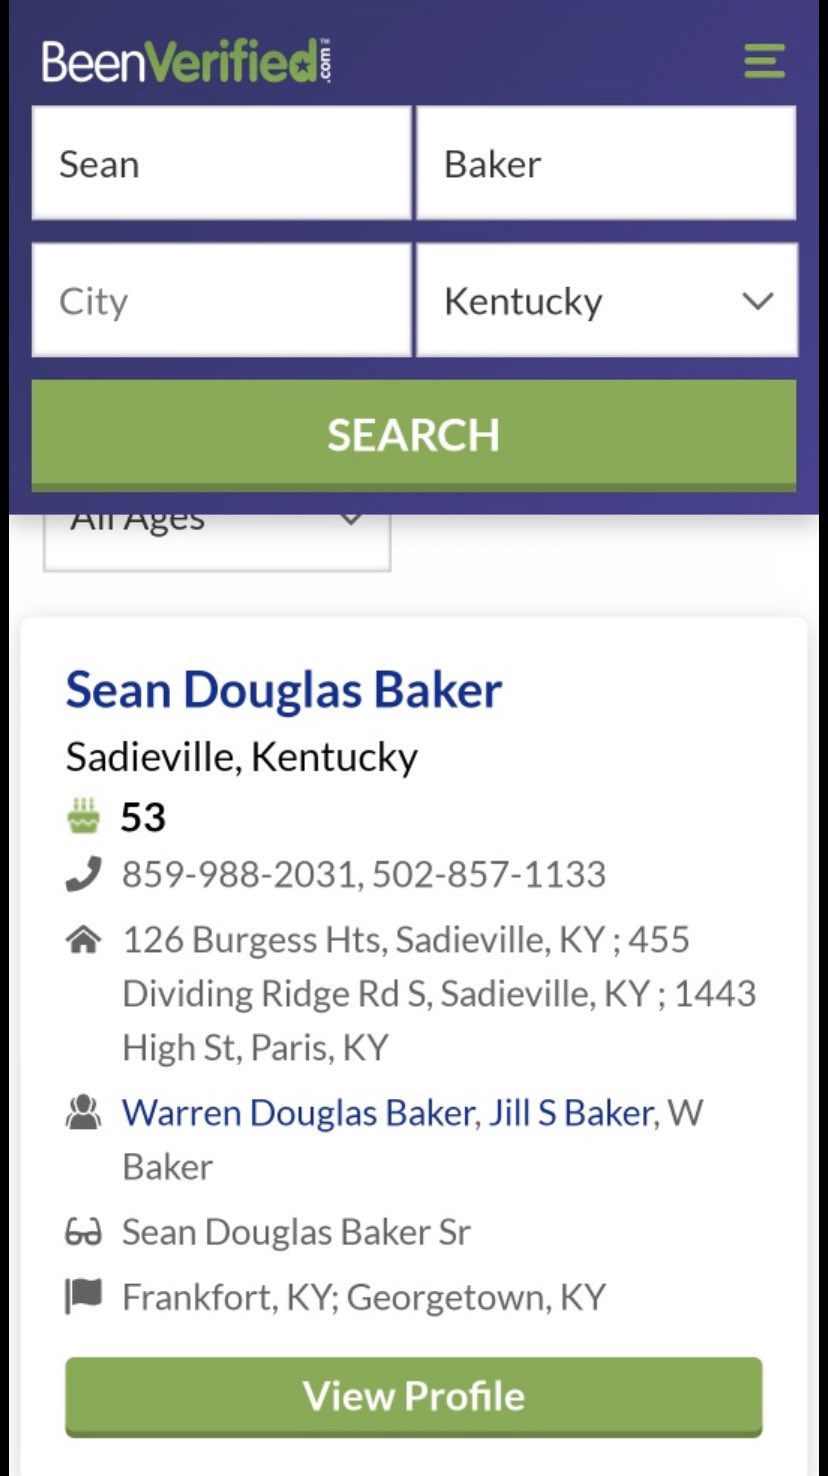 BeenVerified.com™
Sean
Baker
City
Kentucky
SEARCH
All Ages
Sean Douglas Baker
Sadieville, Kentucky
53
859-988-2031, 502-857-1133
126 Burgess Hts, Sadieville, KY ; 455
Dividing Ridge Rd S, Sadieville, KY ; 1443
High St, Paris, KY
Warren Douglas Baker, Jill S Baker, W
Baker
Sean Douglas Baker Sr
Frankfort, KY; Georgetown, KY
View Profile